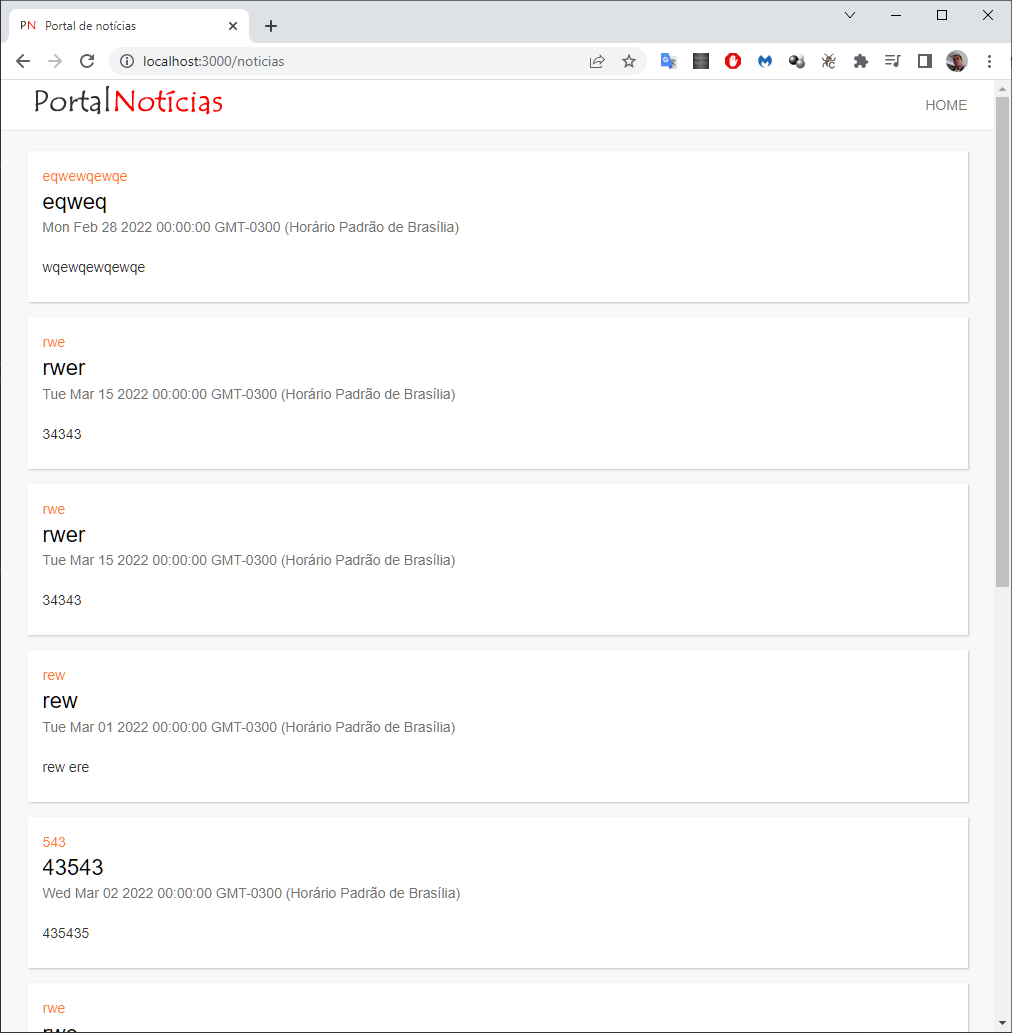 PN Portal de notícias
localhost:3000/noticias
PortalNotícias
HOME
eqwewqewqe
eqweq
Mon Feb 28 2022 00:00:00 GMT-0300 (Horário Padrão de Brasília)
wqewqewqewqe
rwe
rwer
Tue Mar 15 2022 00:00:00 GMT-0300 (Horário Padrão de Brasília)
34343
rwe
rwer
Tue Mar 15 2022 00:00:00 GMT-0300 (Horário Padrão de Brasília)
34343
rew
rew
Tue Mar 01 2022 00:00:00 GMT-0300 (Horário Padrão de Brasília)
rew ere
543
43543
Wed Mar 02 2022 00:00:00 GMT-0300 (Horário Padrão de Brasília)
435435
rwe
rwe